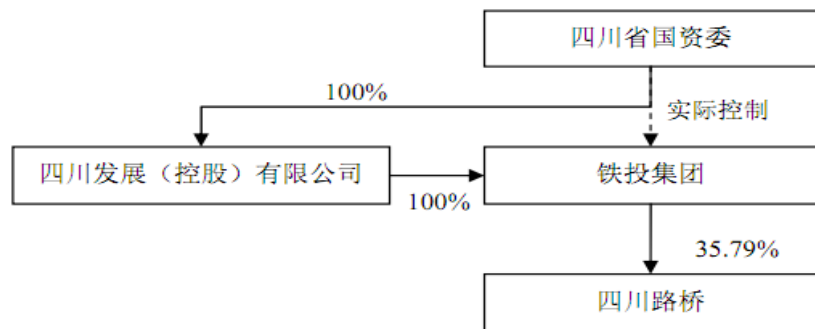 四川省国资委
100%
实际控制
四川发展（控股）有限公司
铁投集团
100%
35.79%
四川路桥